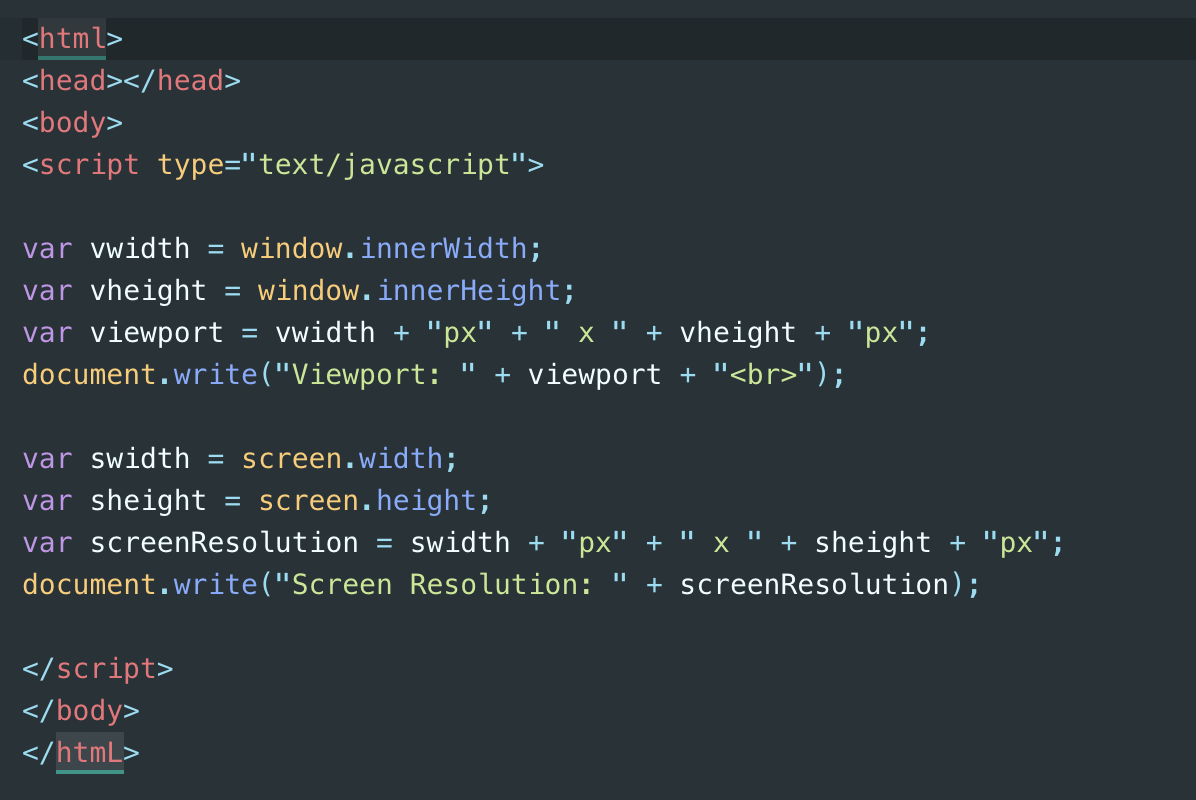 <html>
<head></head>
<body>
<script type="text/javascript">
var vwidth = window.innerWidth;
var vheight = window.innerHeight;
var viewport = vwidth + "px" + " x " + vheight + "px";
document.write("Viewport: " + viewport + "<br>");
var swidth = screen.width;
var sheight = screen.height;
var screenResolution = swidth + "px" + " x " + sheight + "px";
document.write("Screen Resolution: " + screenResolution);
</script>
</body>
</htmL>